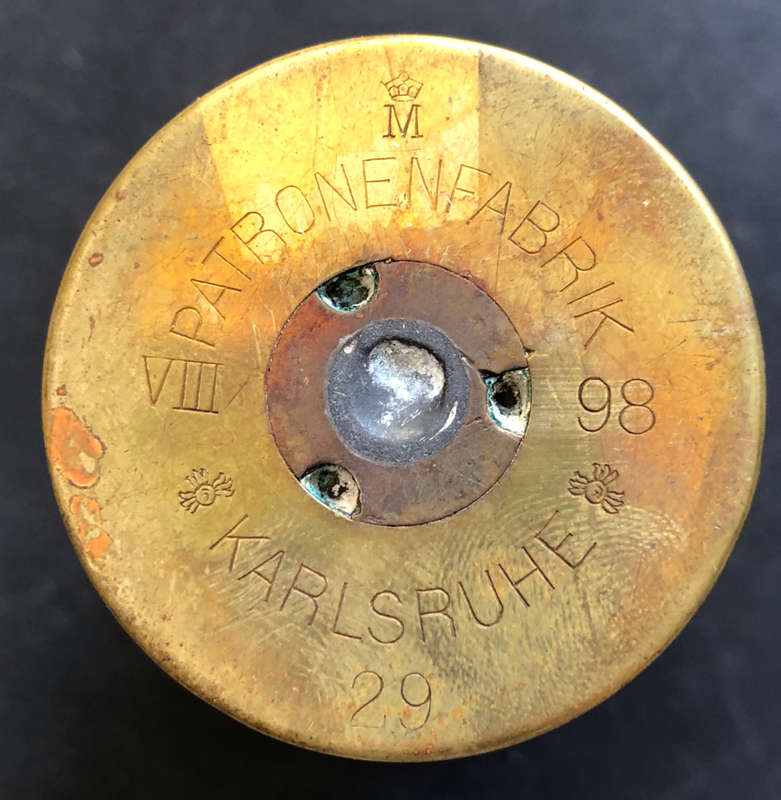 M
PATRONENFABRIK
VIII 98
KARLSRUHE
29